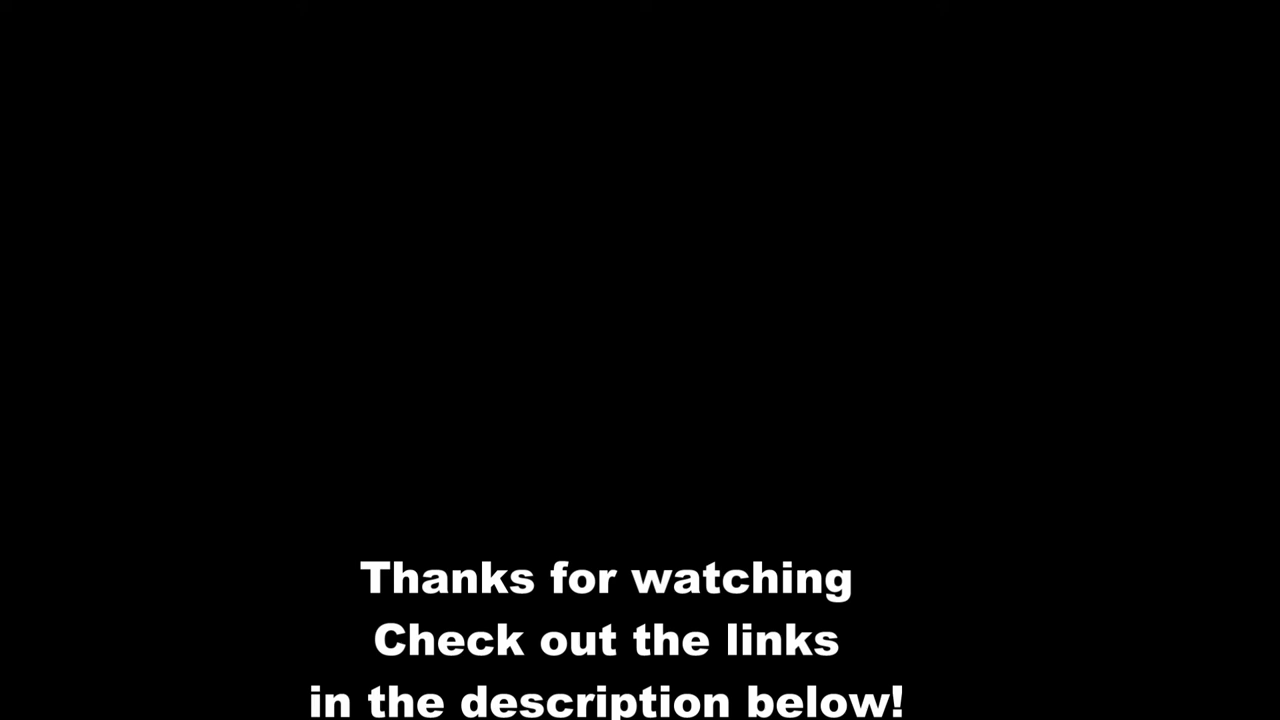 Thanks for watching
Check out the links
in the description below!